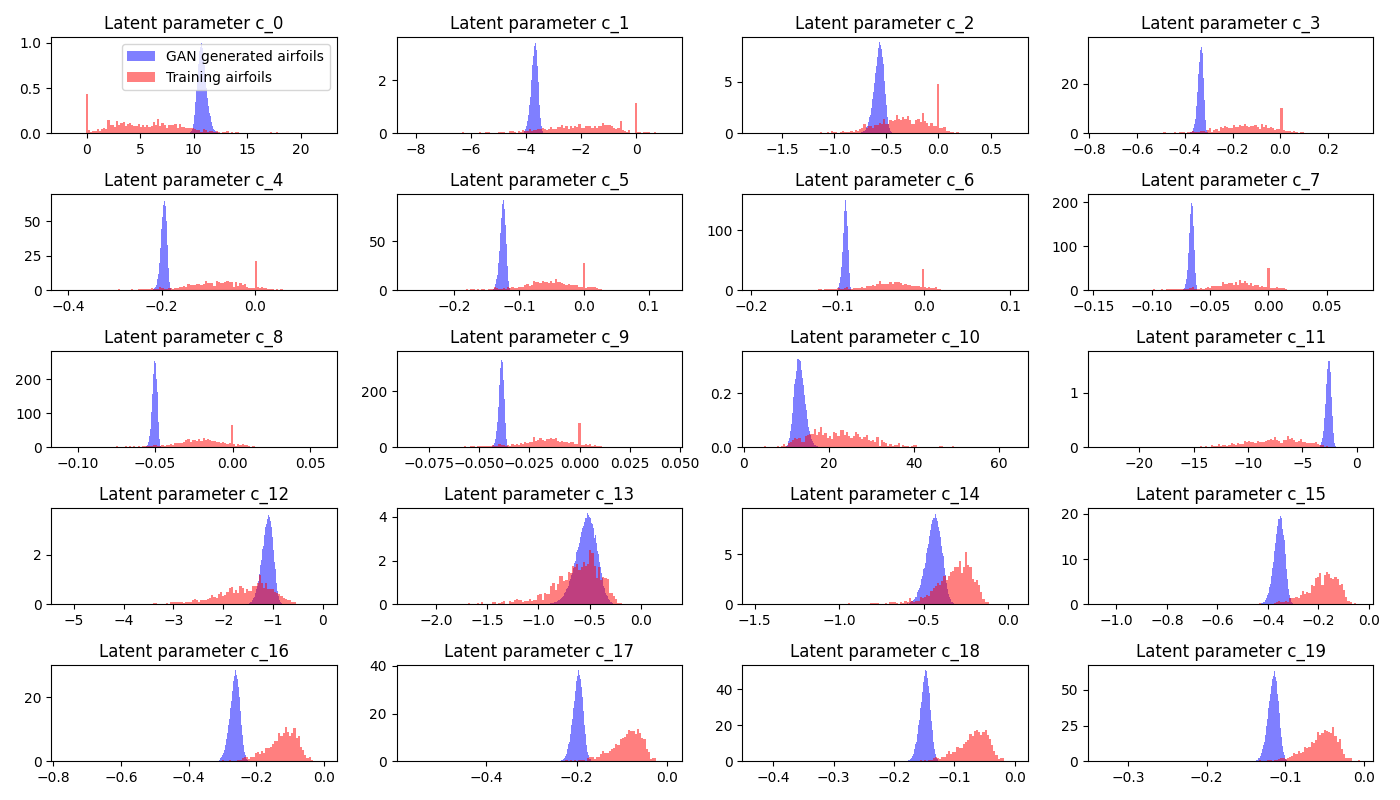 Latent parameter c_0
Latent parameter c_1
Latent parameter c_2
Latent parameter c_3
GAN generated airfoils
Training airfoils
1.0
0.5
0.0
0 5 10 15 20
2
0
−8 −6 −4 −2 0
5
0
−1.5 −1.0 −0.5 0.0 0.5
20
0
−0.8 −0.6 −0.4 −0.2 0.0 0.2
Latent parameter c_4
Latent parameter c_5
Latent parameter c_6
Latent parameter c_7
50
25
0
−0.4 −0.2 0.0
50
0
−0.2 −0.1 0.0 0.1
100
0
−0.2 −0.1 0.0 0.1
200
100
0
−0.15 −0.10 −0.05 0.00 0.05
Latent parameter c_8
Latent parameter c_9
Latent parameter c_10
Latent parameter c_11
200
100
0
−0.10 −0.05 0.00 0.05
200
0
−0.075 −0.050 −0.025 0.000 0.025 0.050
0.2
0.0
0 20 40 60
1
0
−20 −15 −10 −5 0
Latent parameter c_12
Latent parameter c_13
Latent parameter c_14
Latent parameter c_15
2
0
−5 −4 −3 −2 −1 0
4
2
0
−2.0 −1.5 −1.0 −0.5 0.0
5
0
−1.5 −1.0 −0.5 0.0
20
10
0
−1.0 −0.8 −0.6 −0.4 −0.2 0.0
Latent parameter c_16
Latent parameter c_17
Latent parameter c_18
Latent parameter c_19
20
0
−0.8 −0.6 −0.4 −0.2 0.0
40
20
0
−0.4 −0.2 0.0
40
20
0
−0.4 −0.3 −0.2 −0.1 0.0
50
25
0
−0.3 −0.2 −0.1 0.0